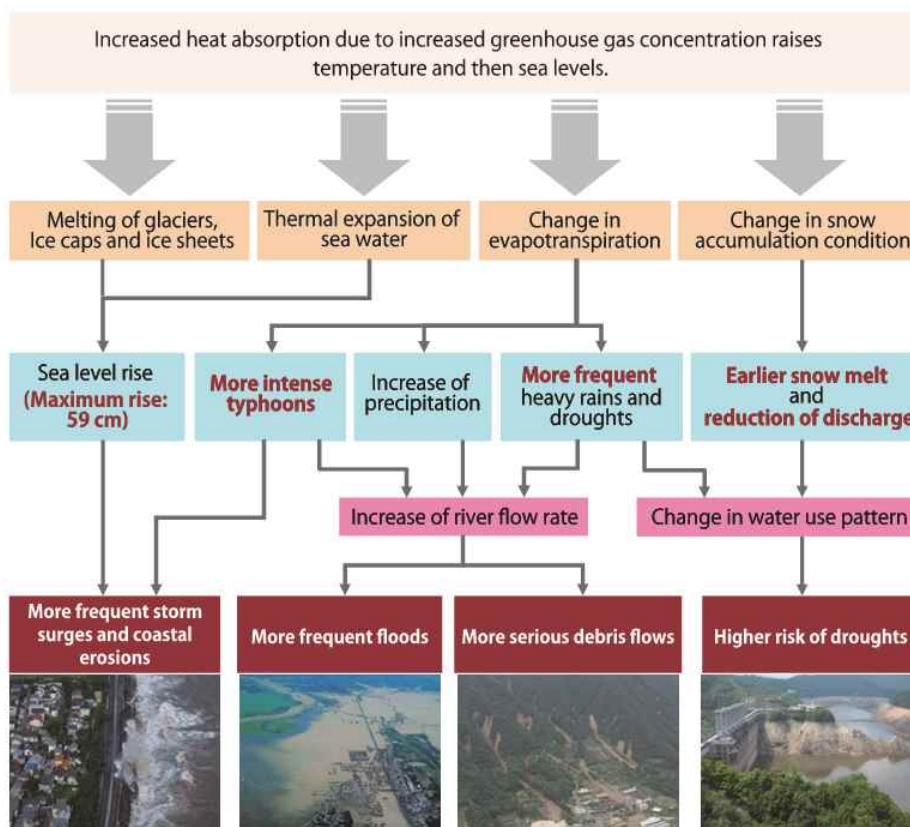 Increased heat absorption due to increased greenhouse gas concentration raises
temperature and then sea levels.
Melting of glaciers,
Ice caps and ice sheets
Thermal expansion of
sea water
Change in
evapotranspiration
Change in snow
accumulation condition
Sea level rise
(Maximum rise:
59 cm)
More intense
typhoons
Increase of
precipitation
More frequent
heavy rains and
droughts
Earlier snow melt
and
reduction of discharge
Increase of river flow rate
Change in water use pattern
More frequent storm
surges and coastal
erosions
More frequent floods
More serious debris flows
Higher risk of droughts